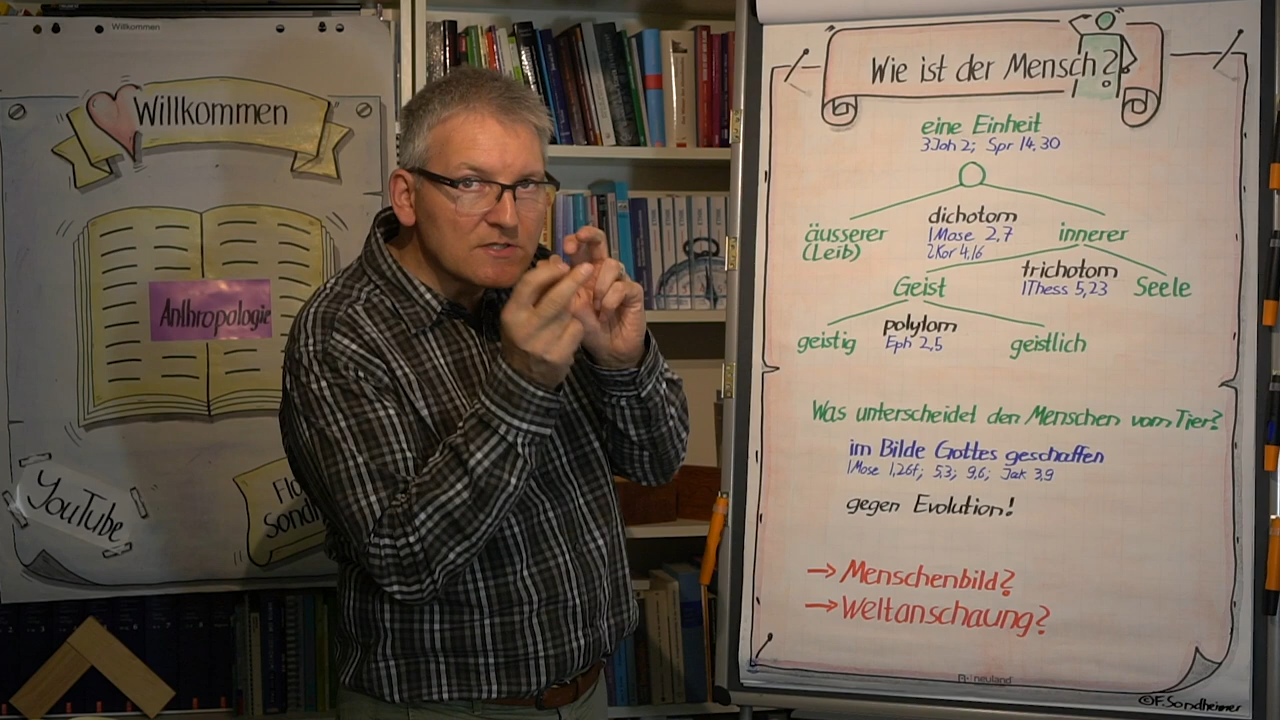 Willkommen
Willkommen
Anthropologie
YouTube
Wie ist der Mensch?
eine Einheit
3Joh 2; Spr 14,30
dichotom
äusserer
(Leib)
1Mose 2,7
2Kor 4,16
innerer
trichotom
1Thess 5,23
Geist
Seele
polytom
Eph 2,5
geistig
geistlich
Was unterscheidet den Menschen vom Tier?
im Bilde Gottes geschaffen
1Mose 1,26f; 5,3; 9,6; Jak 3,9
gegen Evolution!
→ Menschenbild?
→ Weltanschaung?
neuland
©F.Sondheimer